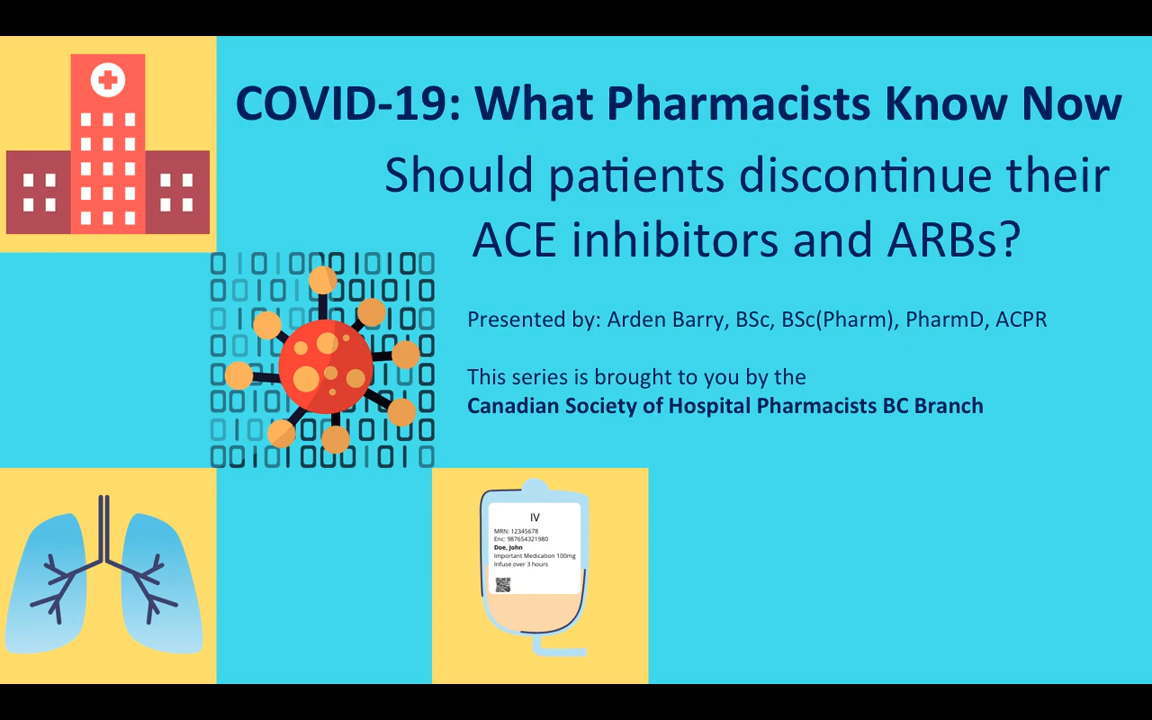 COVID-19: What Pharmacists Know Now
Should patients discontinue their
ACE inhibitors and ARBs?
Presented by: Arden Barry, BSc, BSc(Pharm), PharmD, ACPR
This series is brought to you by the
Canadian Society of Hospital Pharmacists BC Branch
IV
MRN: 12345678
Enc: 987654321980
Doe, John
Important Medication 100mg
Infuse over 3 hours